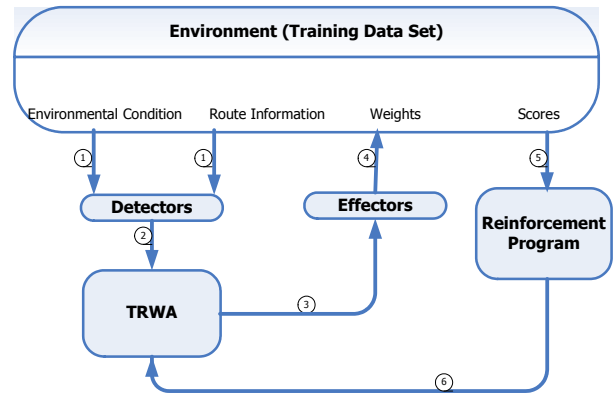 Environment (Training Data Set)
Environmental Condition
Route Information
Weights
Scores
1
1
4
5
Detectors
Effectors
Reinforcement
Program
2
TRWA
3
6